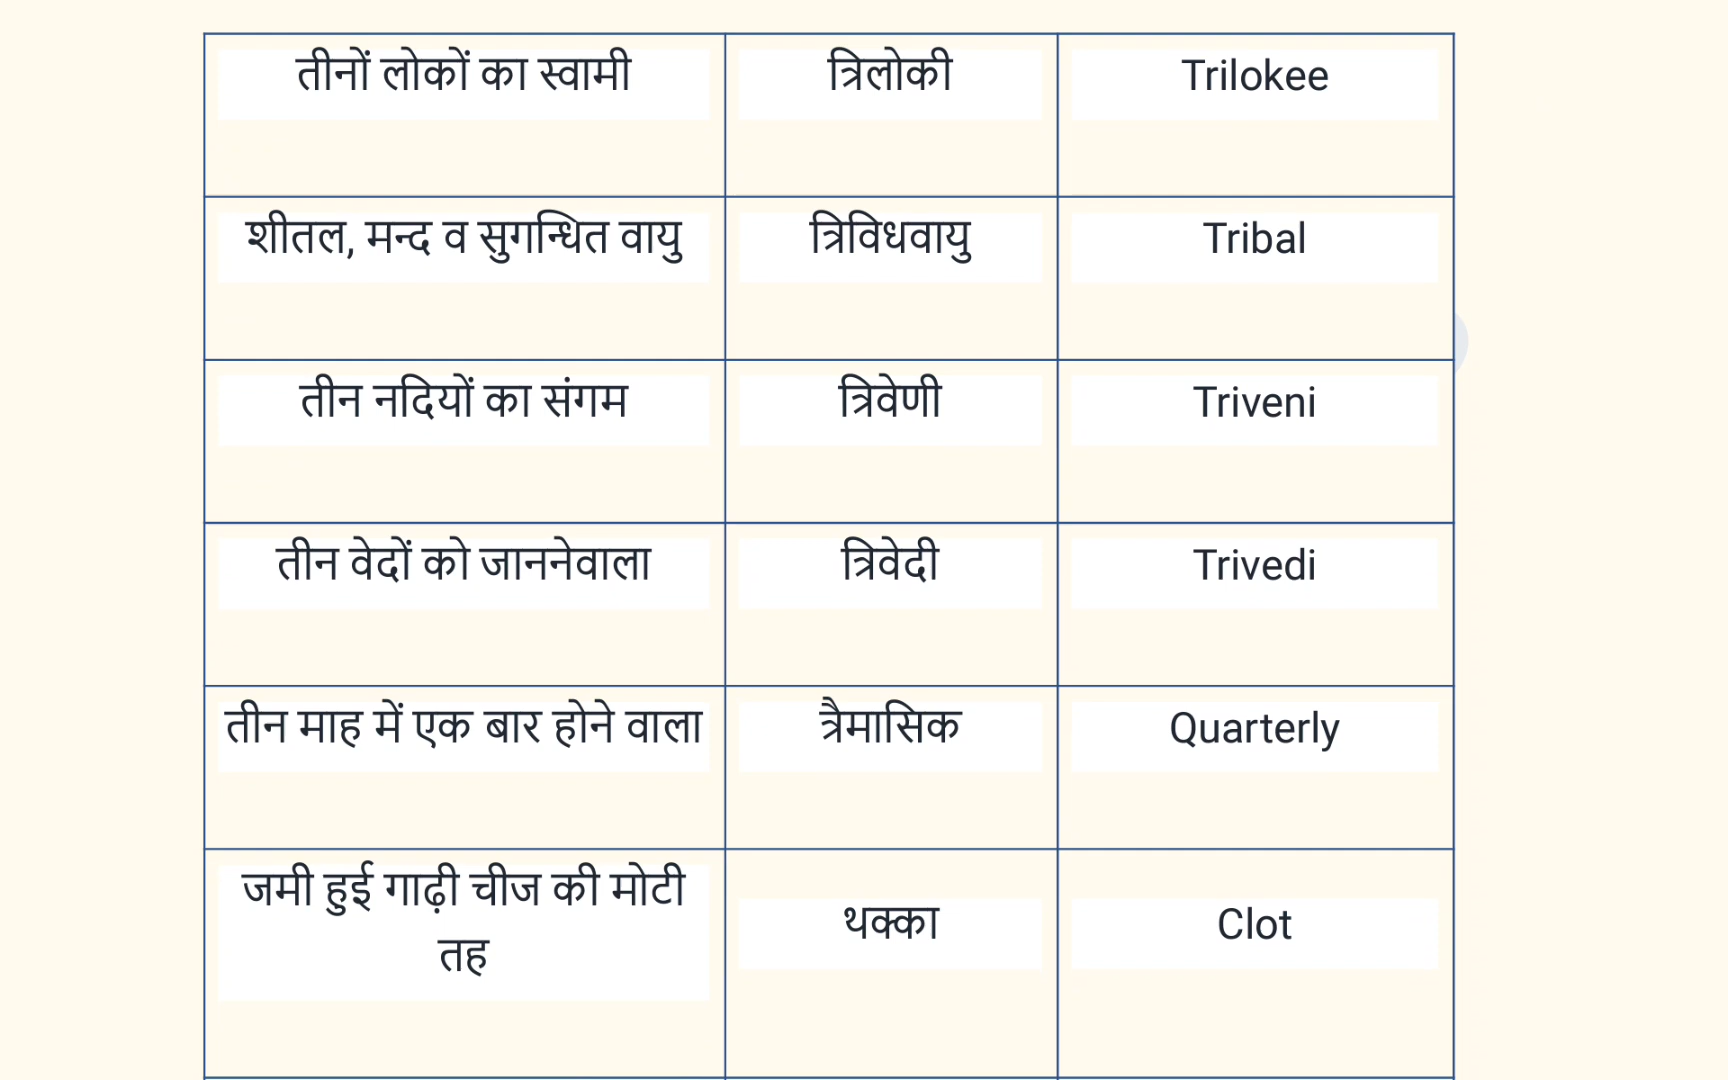 तीनों लोकों का स्वामी त्रिलोकी Trilokee
शीतल, मन्द व सुगन्धित वायु त्रिविधवायु Tribal
तीन नदियों का संगम त्रिवेणी Triveni
तीन वेदों को जाननेवाला त्रिवेदी Trivedi
तीन माह में एक बार होने वाला त्रैमासिक Quarterly
जमी हुई गाढ़ी चीज की मोटी
तह
थक्का Clot